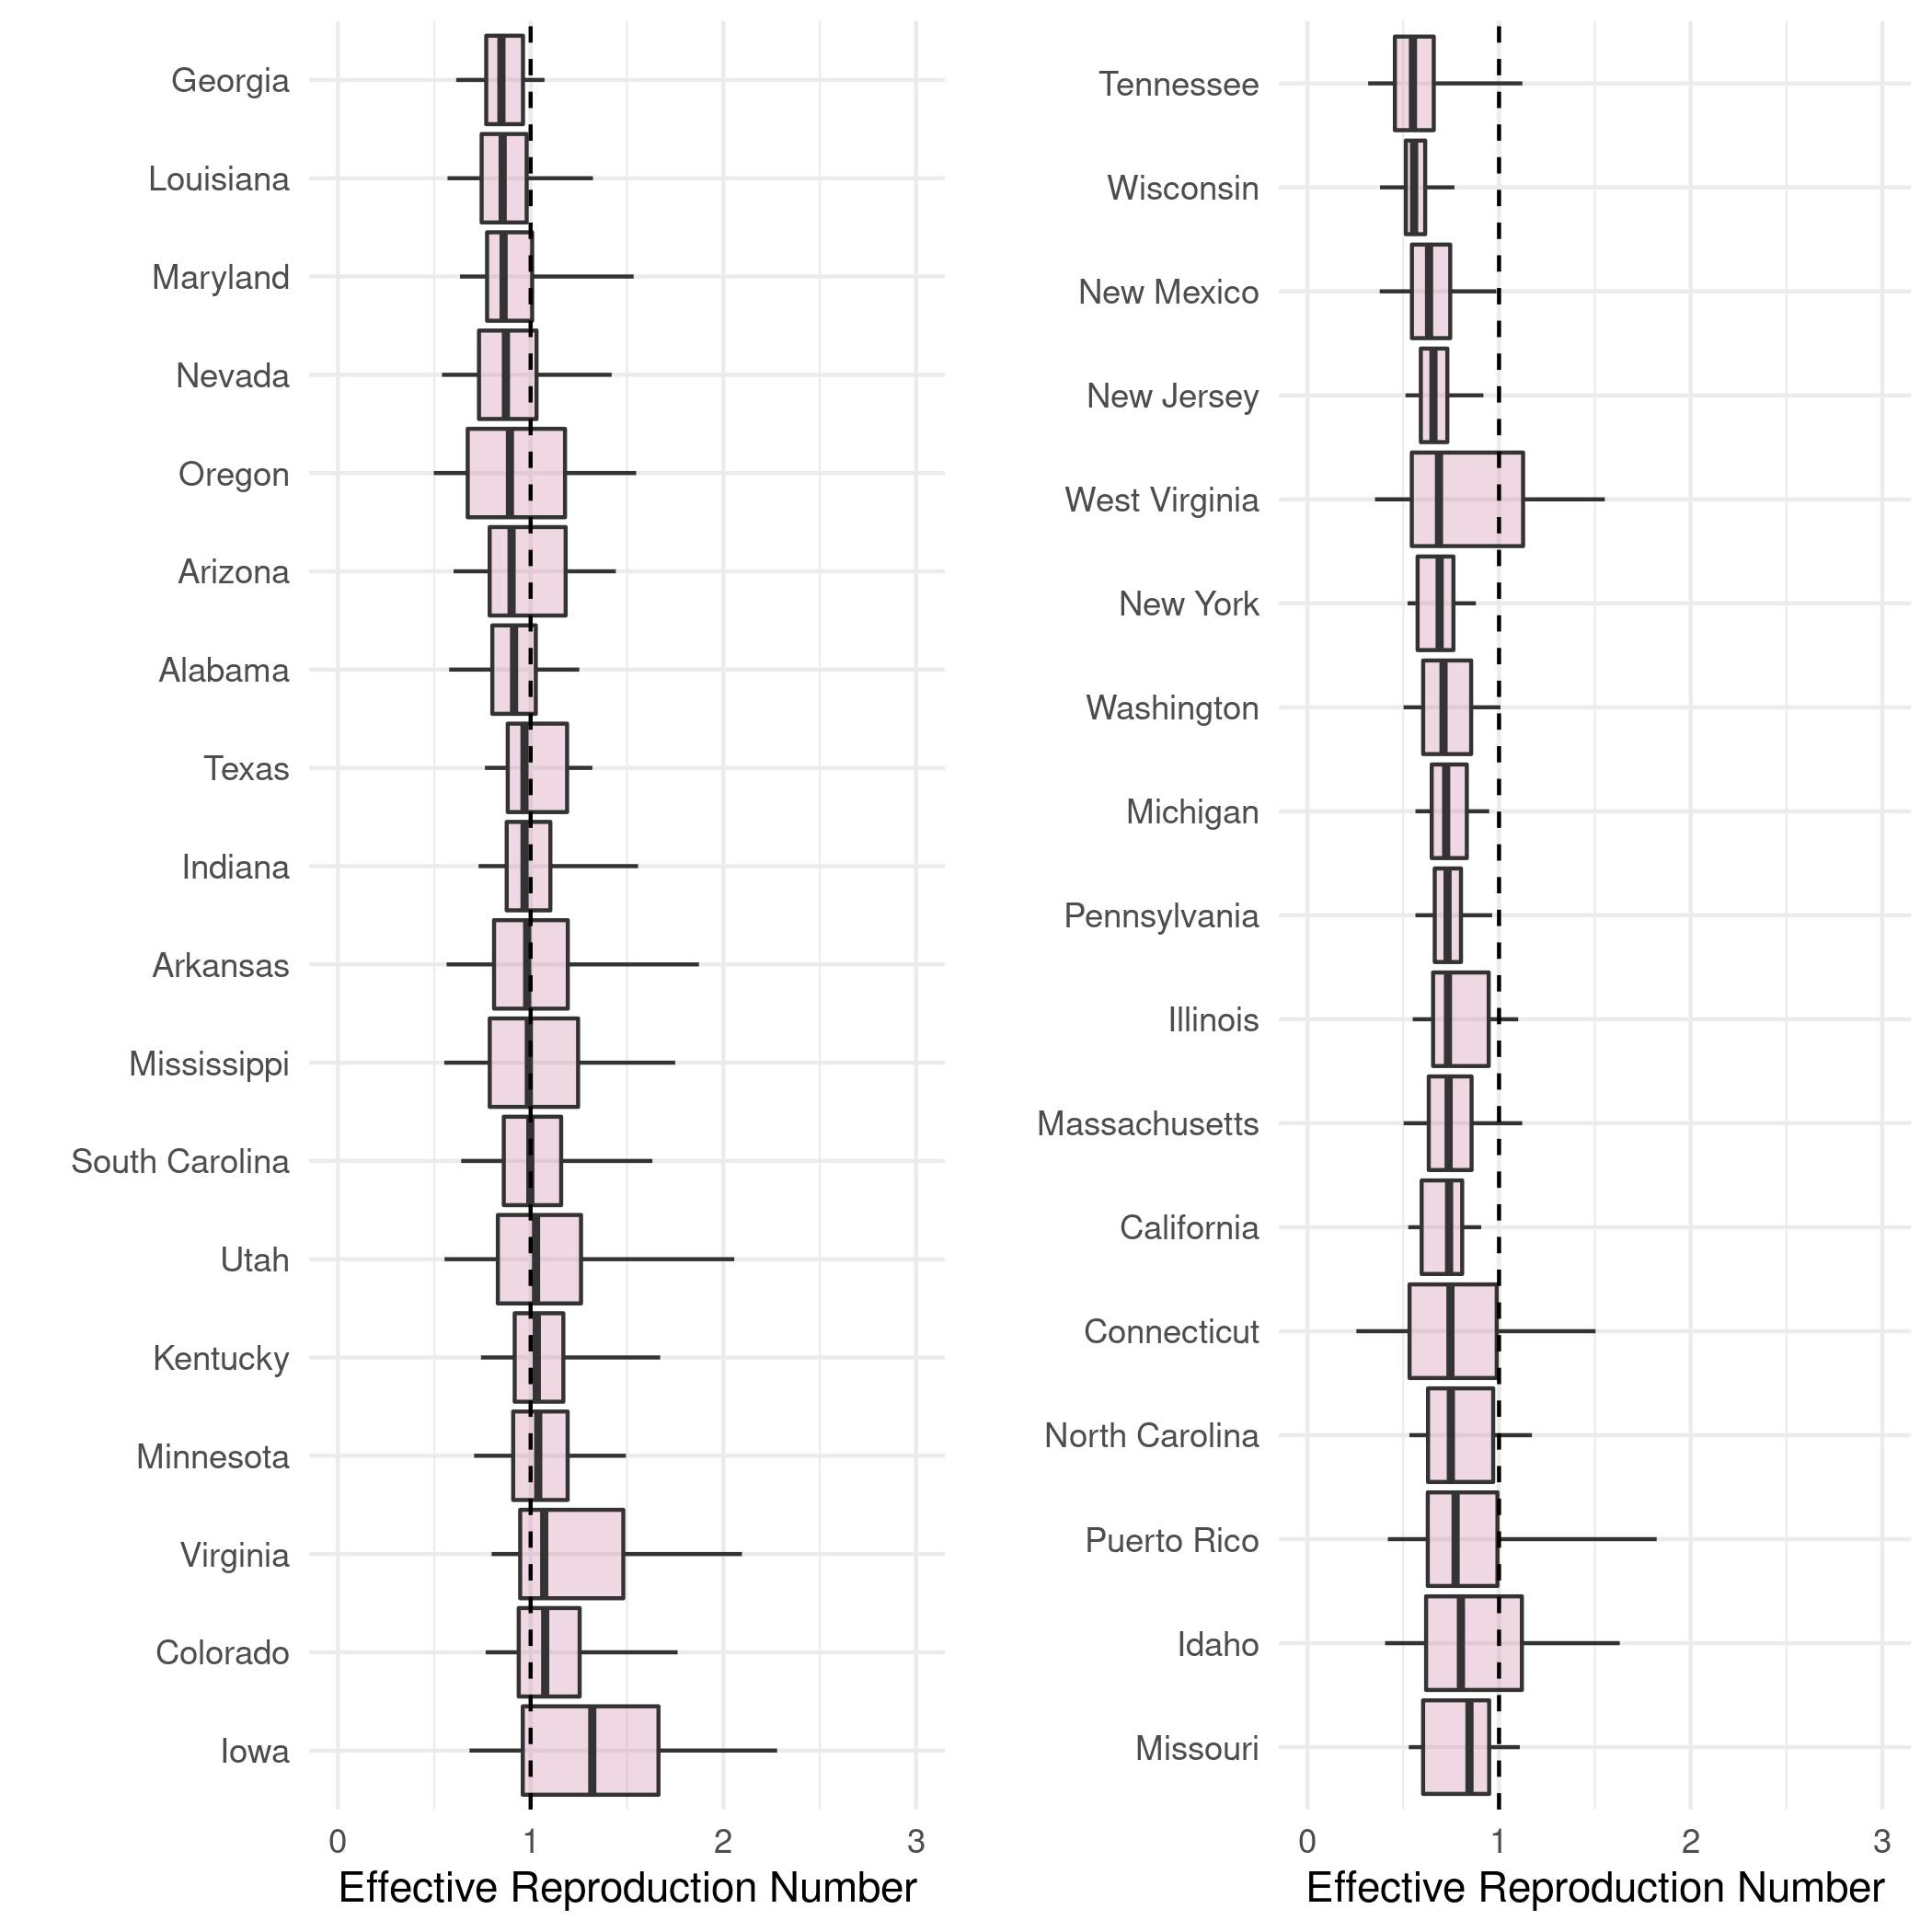 Georgia
Louisiana
Maryland
Nevada
Oregon
Arizona
Alabama
Texas
Indiana
Arkansas
Mississippi
South Carolina
Utah
Kentucky
Minnesota
Virginia
Colorado
Iowa
0 1 2 3
Effective Reproduction Number
Tennessee
Wisconsin
New Mexico
New Jersey
West Virginia
New York
Washington
Michigan
Pennsylvania
Illinois
Massachusetts
California
Connecticut
North Carolina
Puerto Rico
Idaho
Missouri
0 1 2 3
Effective Reproduction Number